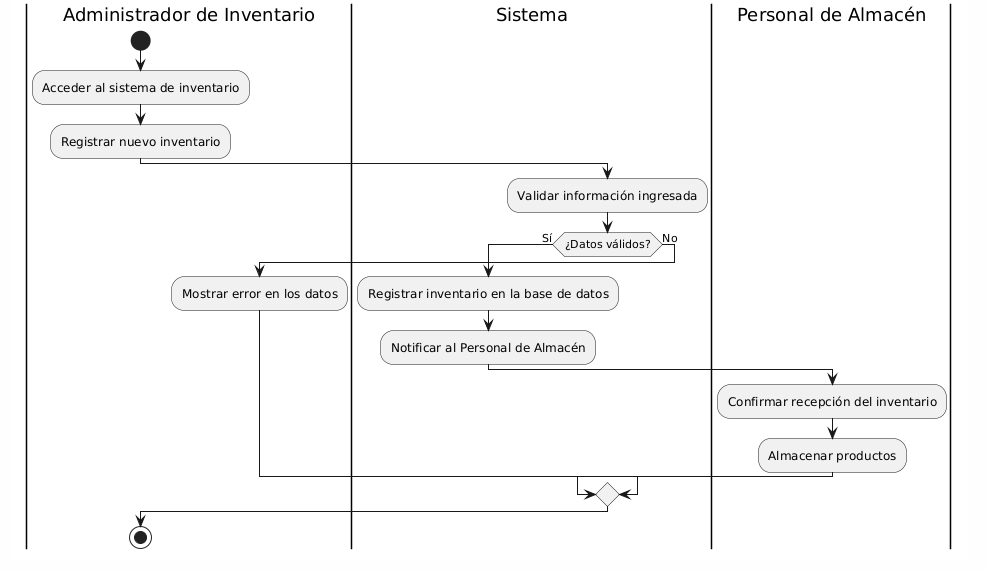 Administrador de Inventario
Sistema
Personal de Almacén
Acceder al sistema de inventario
Registrar nuevo inventario
Validar información ingresada
Sí
¿Datos válidos?
No
Mostrar error en los datos
Registrar inventario en la base de datos
Notificar al Personal de Almacén
Confirmar recepción del inventario
Almacenar productos